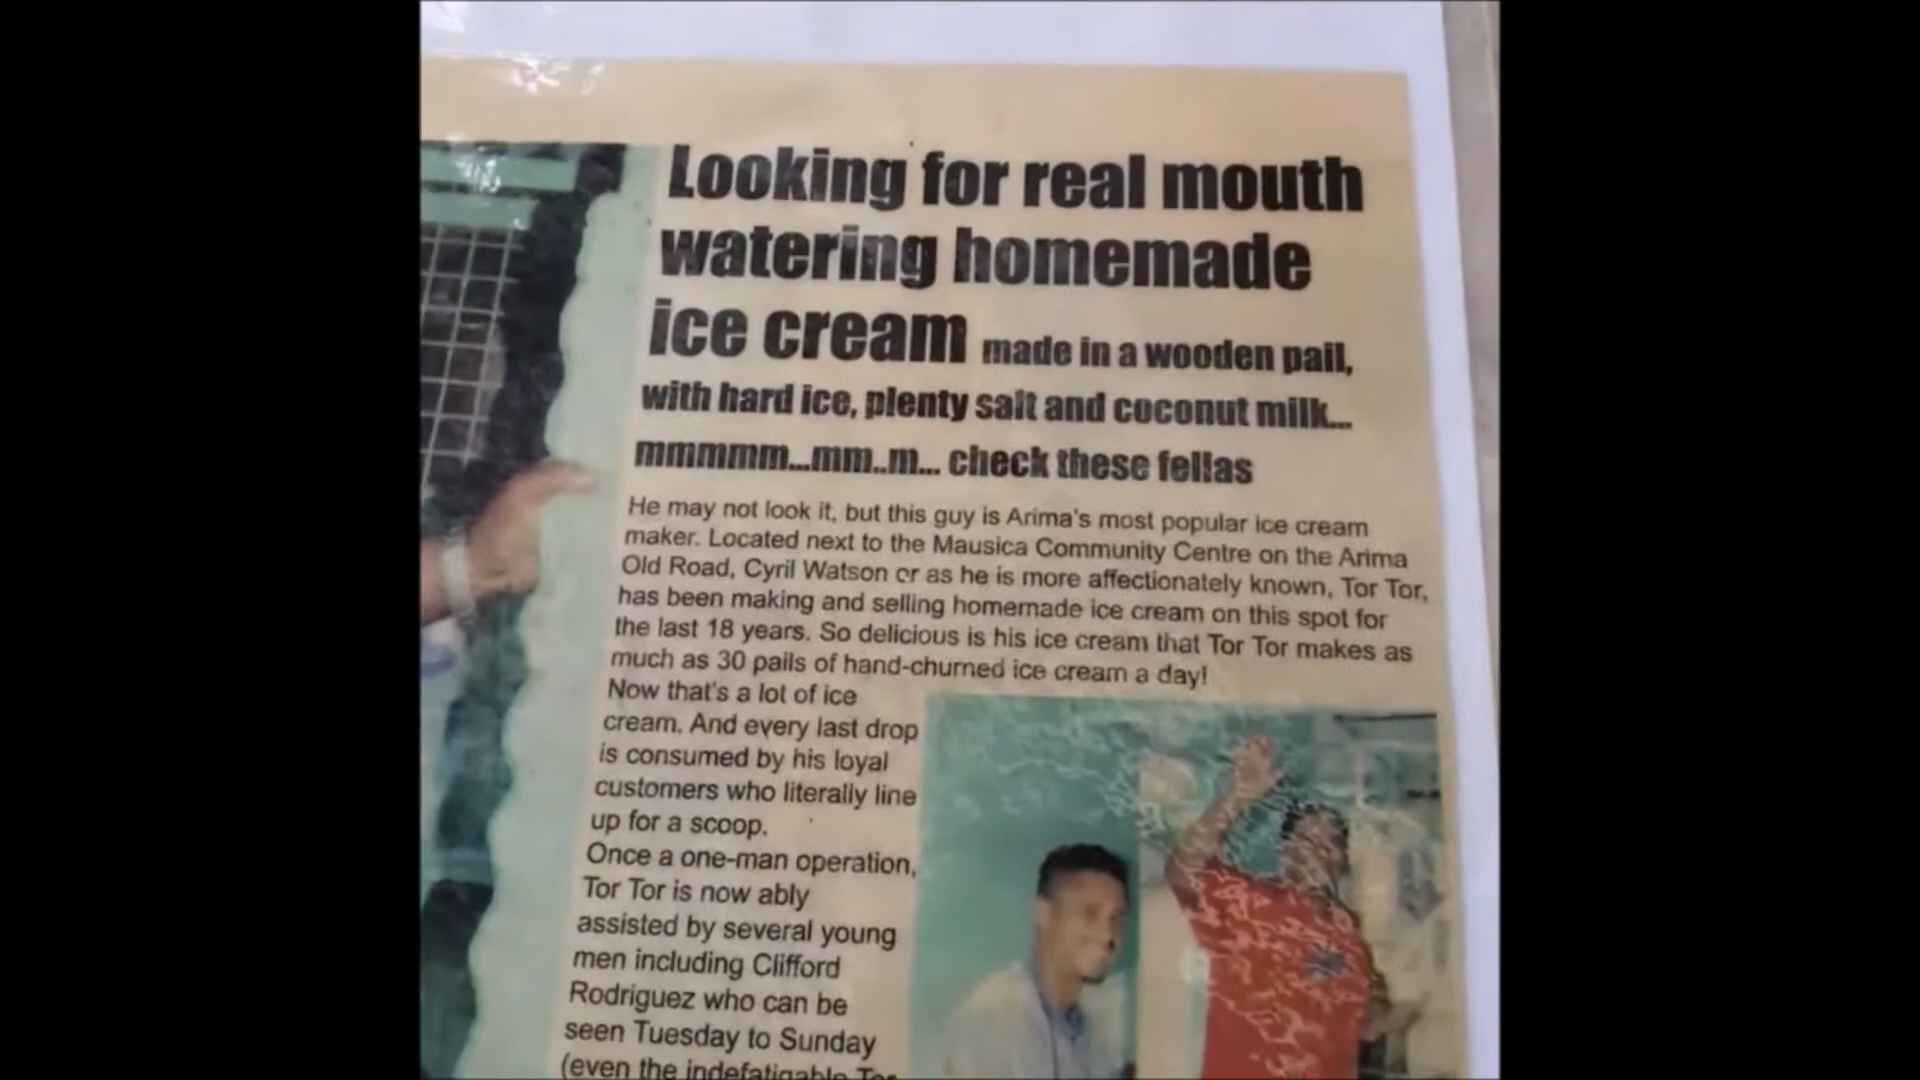 Looking for real mouth
watering homemade
ice cream made in a wooden pail,
with hard ice, plenty salt and coconut milk...
mmmmm...mm..m... check these fellas
He may not look it, but this guy is Arima's most popular ice cream
maker. Located next to the Mausica Community Centre on the Arima
Old Road, Cyril Watson or as he is more affectionately known, Tor Tor,
has been making and selling homemade ice cream on this spot for
the last 18 years. So delicious is his ice cream that Tor Tor makes as
much as 30 pails of hand-churned ice cream a day!
Now that's a lot of ice
cream. And every last drop
is consumed by his loyal
customers who literally line
up for a scoop.
Once a one-man operation,
Tor Tor is now ably
assisted by several young
men including Clifford
Rodriguez who can be
seen Tuesday to Sunday
(even the indefatigable Tor